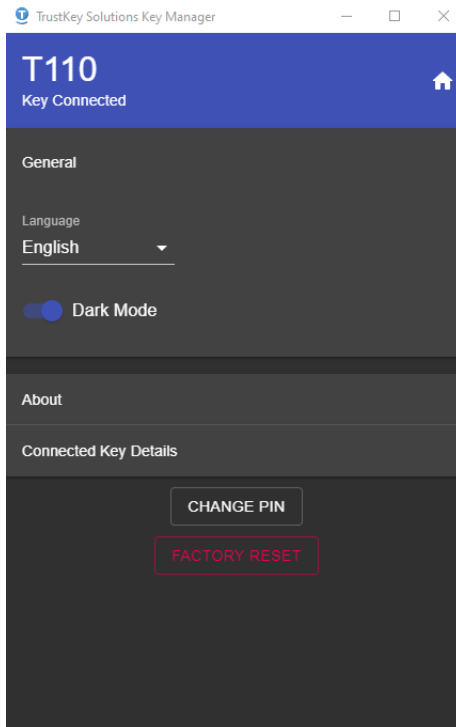 TrustKey Solutions Key Manager
T110
Key Connected
General
Language
English
Dark Mode
About
Connected Key Details
CHANGE PIN
FACTORY RESET